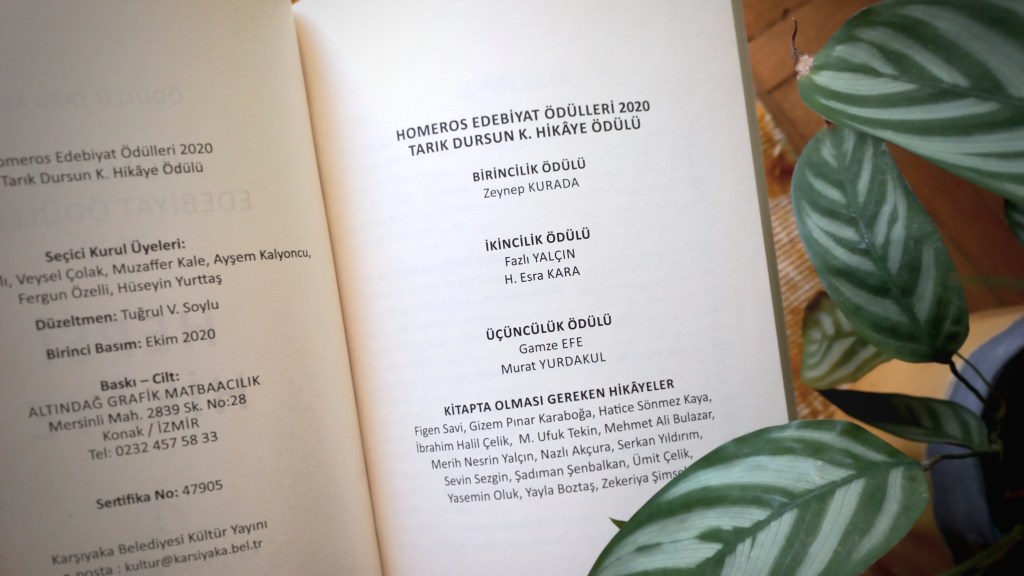 Homeros Edebiyat Ödülleri 2020
Tarık Dursun K. Hikâye Ödülü
Seçici Kurul Üyeleri:
Veysel Çolak, Muzaffer Kale, Ayşem Kalyoncu,
Fergun Özelli, Hüseyin Yurttaş
Düzeltmen: Tuğrul V. Soylu
Birinci Basım: Ekim 2020
Baskı – Cilt:
ALTINDAĞ GRAFİK MATBAACILIK
Mersinli Mah. 2839 Sk. No:28
Konak / İZMİR
Tel: 0232 457 58 33
Sertifika No: 47905
Karşıyaka Belediyesi Kültür Yayını
posta : kultur@karsiyaka.bel.tr
HOMEROS EDEBİYAT ÖDÜLLERİ 2020
TARIK DURSUN K. HİKÂYE ÖDÜLÜ
BİRİNCİLİK ÖDÜLÜ
Zeynep KURADA
İKİNCİLİK ÖDÜLÜ
Fazlı YALÇIN
H. Esra KARA
ÜÇÜNCÜLÜK ÖDÜLÜ
Gamze EFE
Murat YURDAKUL
KİTAPTA OLMASI GEREKEN HİKÂYELER
Figen Savi, Gizem Pınar Karaboğa, Hatice Sönmez Kaya,
İbrahim Halil Çelik, M. Ufuk Tekin, Mehmet Ali Bulazar,
Merih Nesrin Yalçın, Nazlı Akçura, Serkan Yıldırım,
Sevin Sezgin, Şadıman Şenbalkan, Ümit Çelik,
Yasemin Oluk, Yayla Boztaş, Zekeriya Şimşek